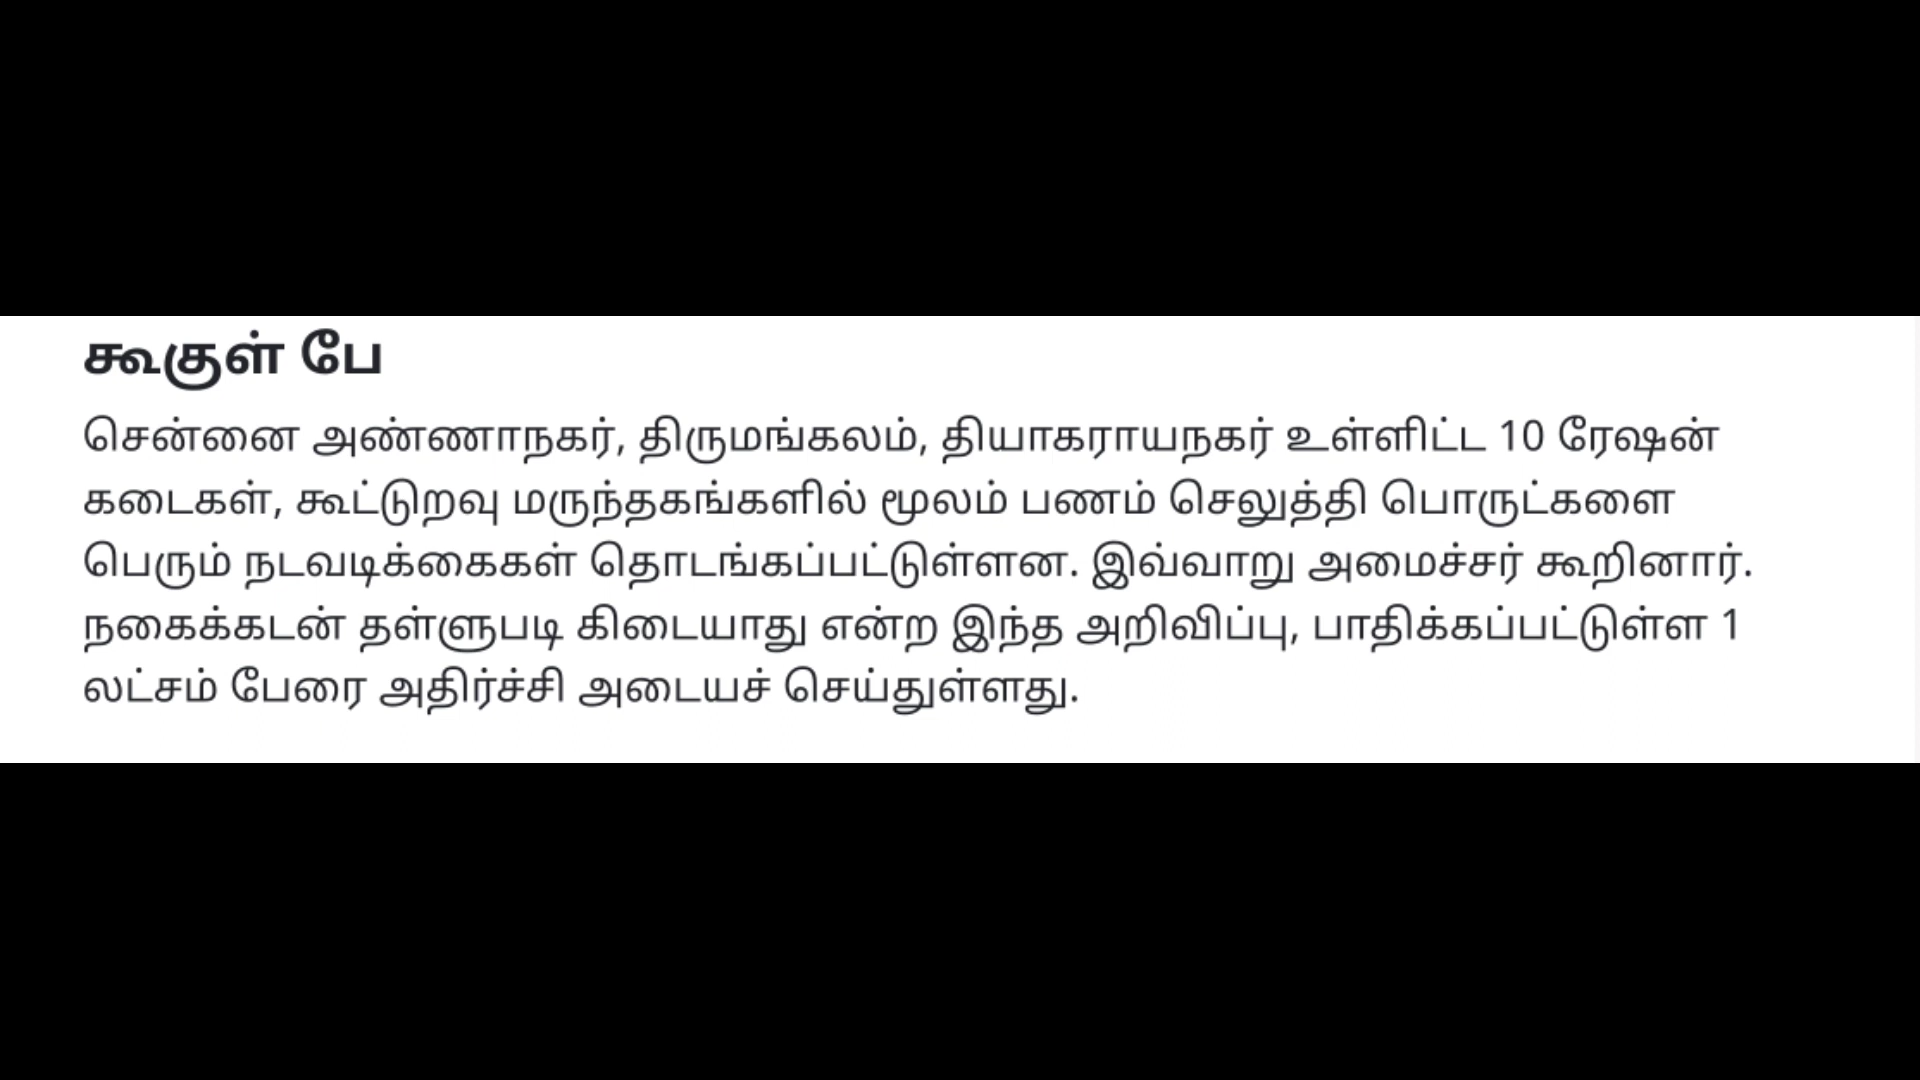 கூகுள் பே
சென்னை அண்ணாநகர், திருமங்கலம், தியாகராயநகர் உள்ளிட்ட 10 ரேஷன்
கடைகள், கூட்டுறவு மருந்தகங்களில் மூலம் பணம் செலுத்தி பொருட்களை
பெரும் நடவடிக்கைகள் தொடங்கப்பட்டுள்ளன. இவ்வாறு அமைச்சர் கூறினார்.
நகைக்கடன் தள்ளுபடி கிடையாது என்ற இந்த அறிவிப்பு, பாதிக்கப்பட்டுள்ள 1
லட்சம் பேரை அதிர்ச்சி அடையச் செய்துள்ளது.